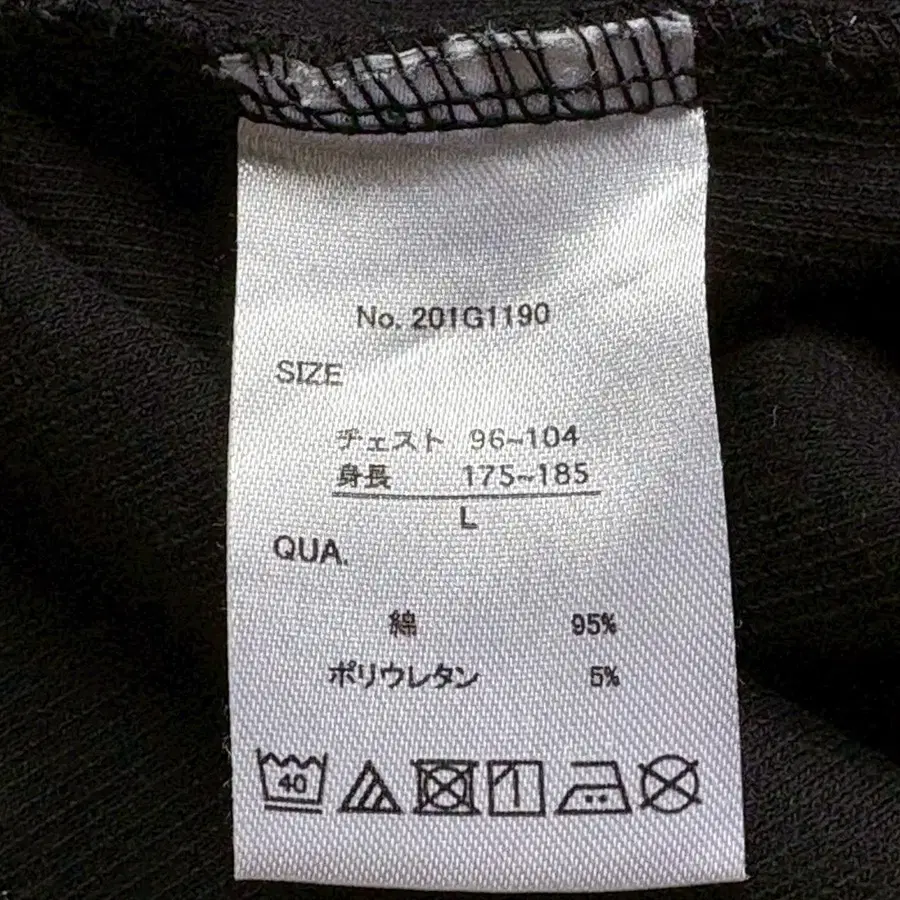 No. 201G1190
SIZE
チェスト 96~104
身長 175~185
L
QUA.
綿 95%
ポリウレタン 5%
40